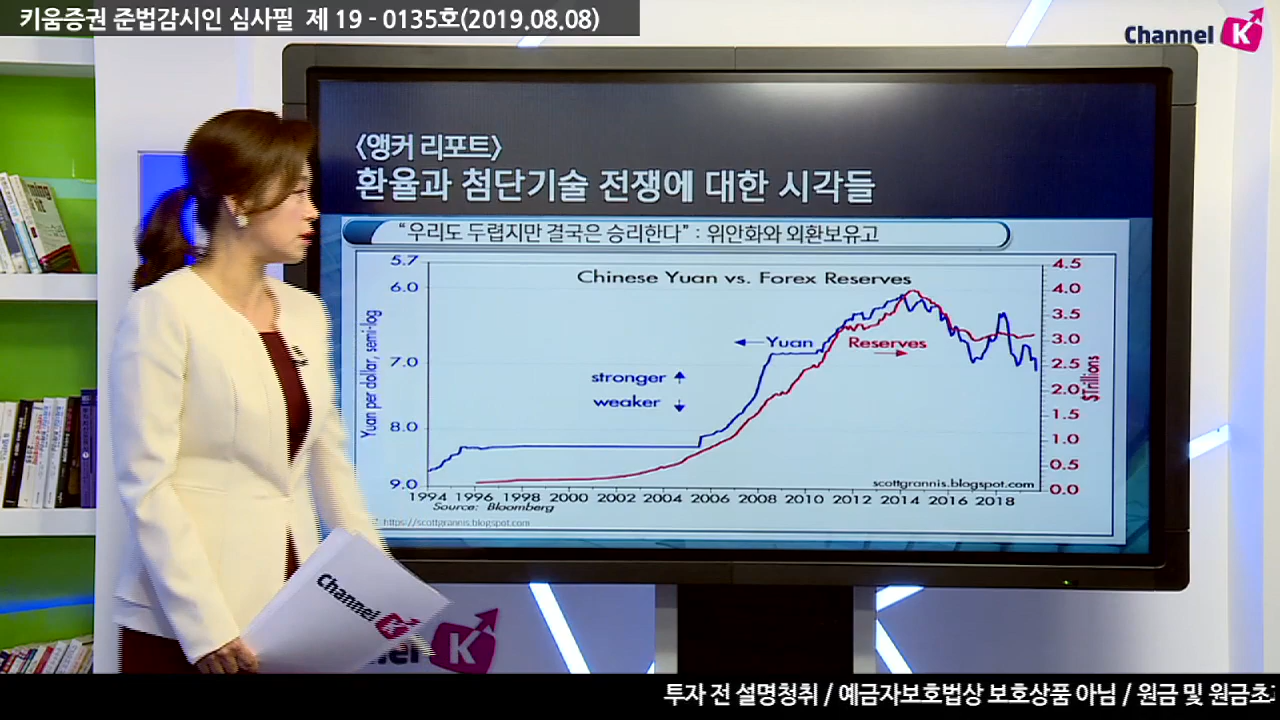 키움증권 준법감시인 심사필 제 19 - 0135호(2019.08.08)
Channel K
〈앵커 리포트〉
환율과 첨단기술 전쟁에 대한 시각들
“우리도 두렵지만 결국은 승리한다” : 위안화와 외환보유고
Chinese Yuan vs. Forex Reserves
Yuan per dollar, semi-log
5.7
6.0
7.0
8.0
9.0
Yuan
Reserves
stronger
weaker
4.5
4.0
3.5
3.0
2.5
2.0
1.5
1.0
0.5
0.0
$Trillions
scottgrannis.blogspot.com
1994 1996 1998 2000 2002 2004 2006 2008 2010 2012 2014 2016 2018
Source: Bloomberg
https://scottgrannis.blogspot.com
Channel K
nnel K
투자 전 설명청취 / 예금자보호법상 보호상품 아님 / 원금 및 원금초